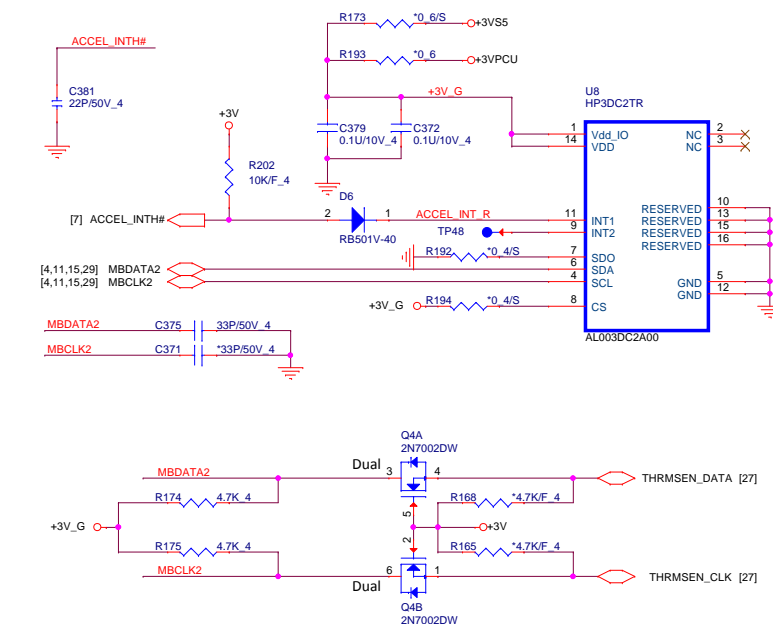 ACCEL_INTH#
C381
22P/50V_4
R173 *0_6/S +3VS5
R193 *0_6 +3VPCU
+3V_G
C379
0.1U/10V_4
C372
0.1U/10V_4
+3V
R202
10K/F_4
U8
HP3DC2TR
1 Vdd_IO NC 2
14 VDD NC 3
RESERVED 10
RESERVED 13
RESERVED 15
RESERVED 16
11 INT1
9 INT2
7 SDO
6 SDA
4 SCL
8 CS
GND 5
GND 12
AL003DC2A00
[7] ACCEL_INTH#
D6
2 1
RB501V-40
ACCEL_INT_R
TP48
R192 *0_4/S
[4,11,15,29] MBDATA2
[4,11,15,29] MBCLK2
+3V_G R194 *0_4/S
MBDATA2 C375 33P/50V_4
MBCLK2 C371 *33P/50V_4
Q4A
2N7002DW
MBDATA2 Dual 3 4 THRMSEN_DATA [27]
R174 4.7K_4 5 R168 *4.7K/F_4
+3V_G +3V
R175 4.7K_4 2 R165 *4.7K/F_4
MBCLK2 6 1 THRMSEN_CLK [27]
Dual
Q4B
2N7002DW